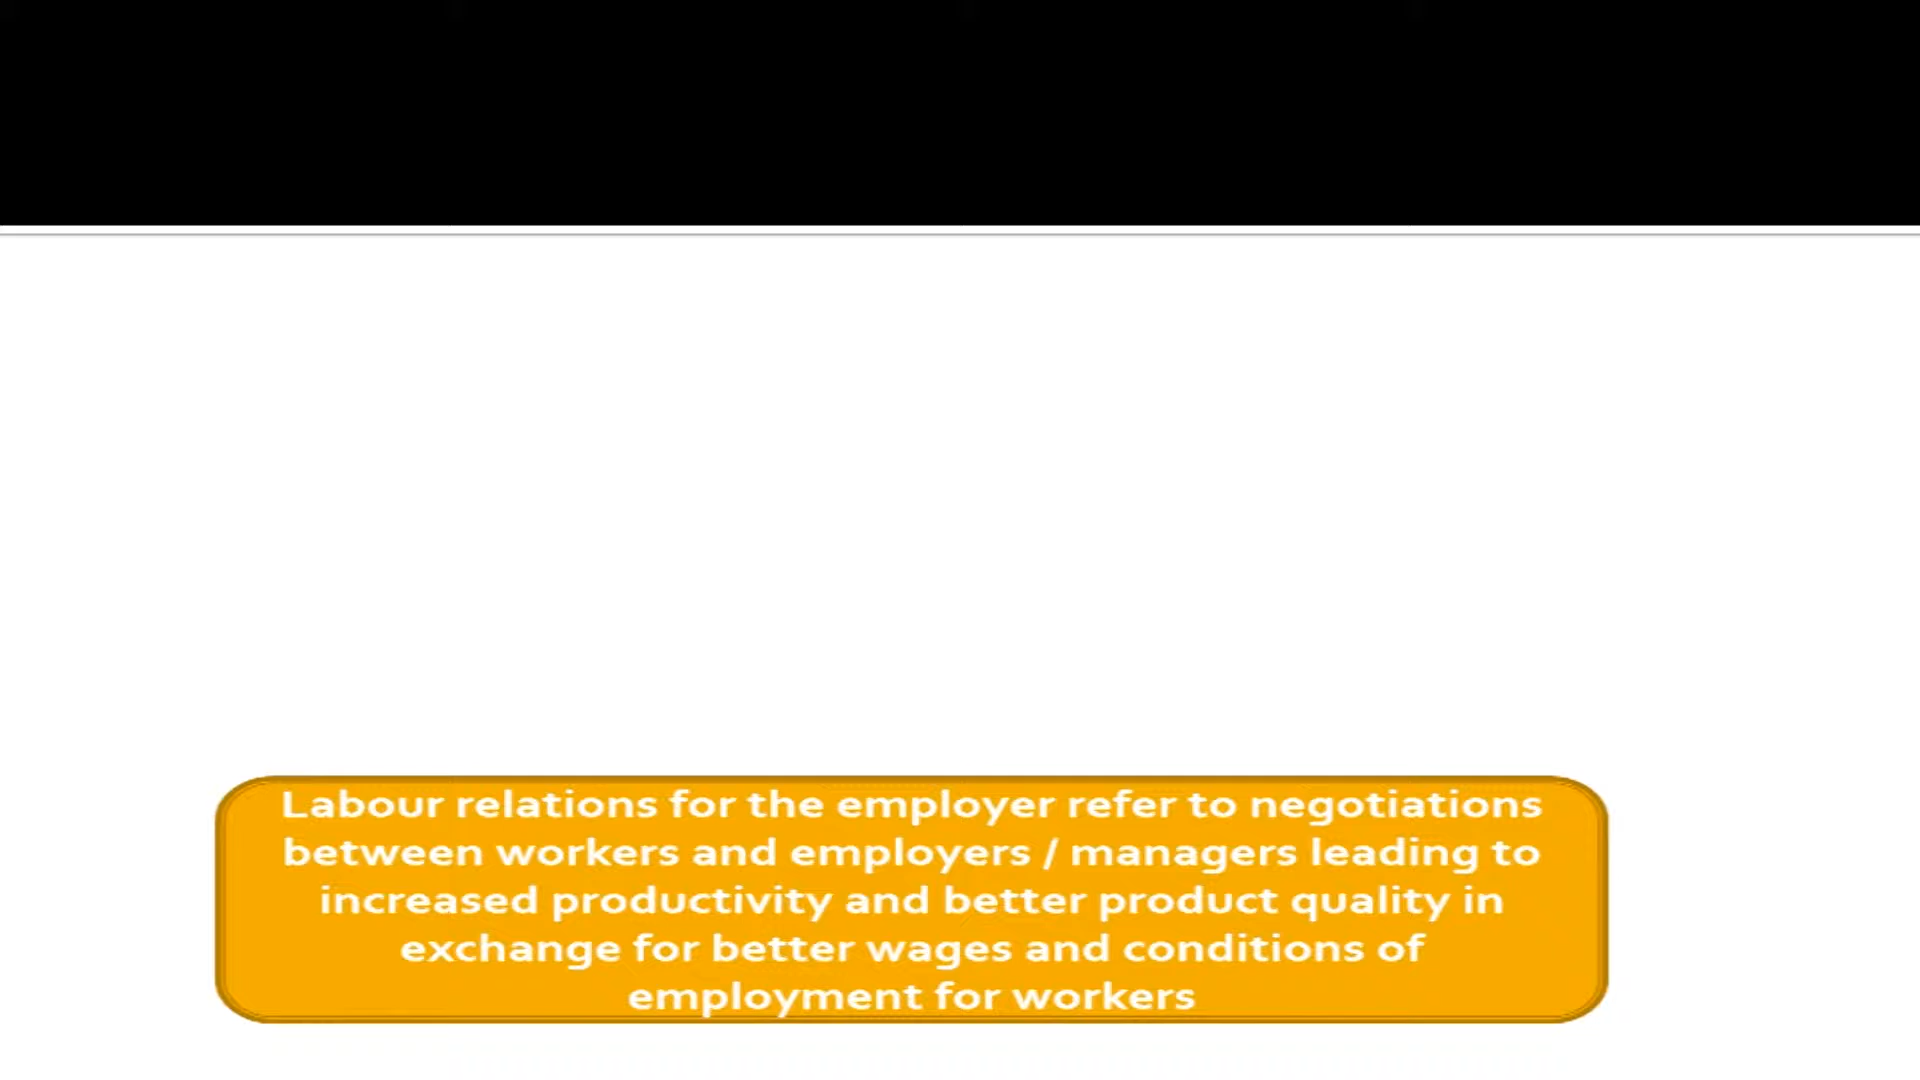 Labour relations for the employer refer to negotiations
between workers and employers / managers leading to
increased productivity and better product quality in
exchange for better wages and conditions of
employment for workers